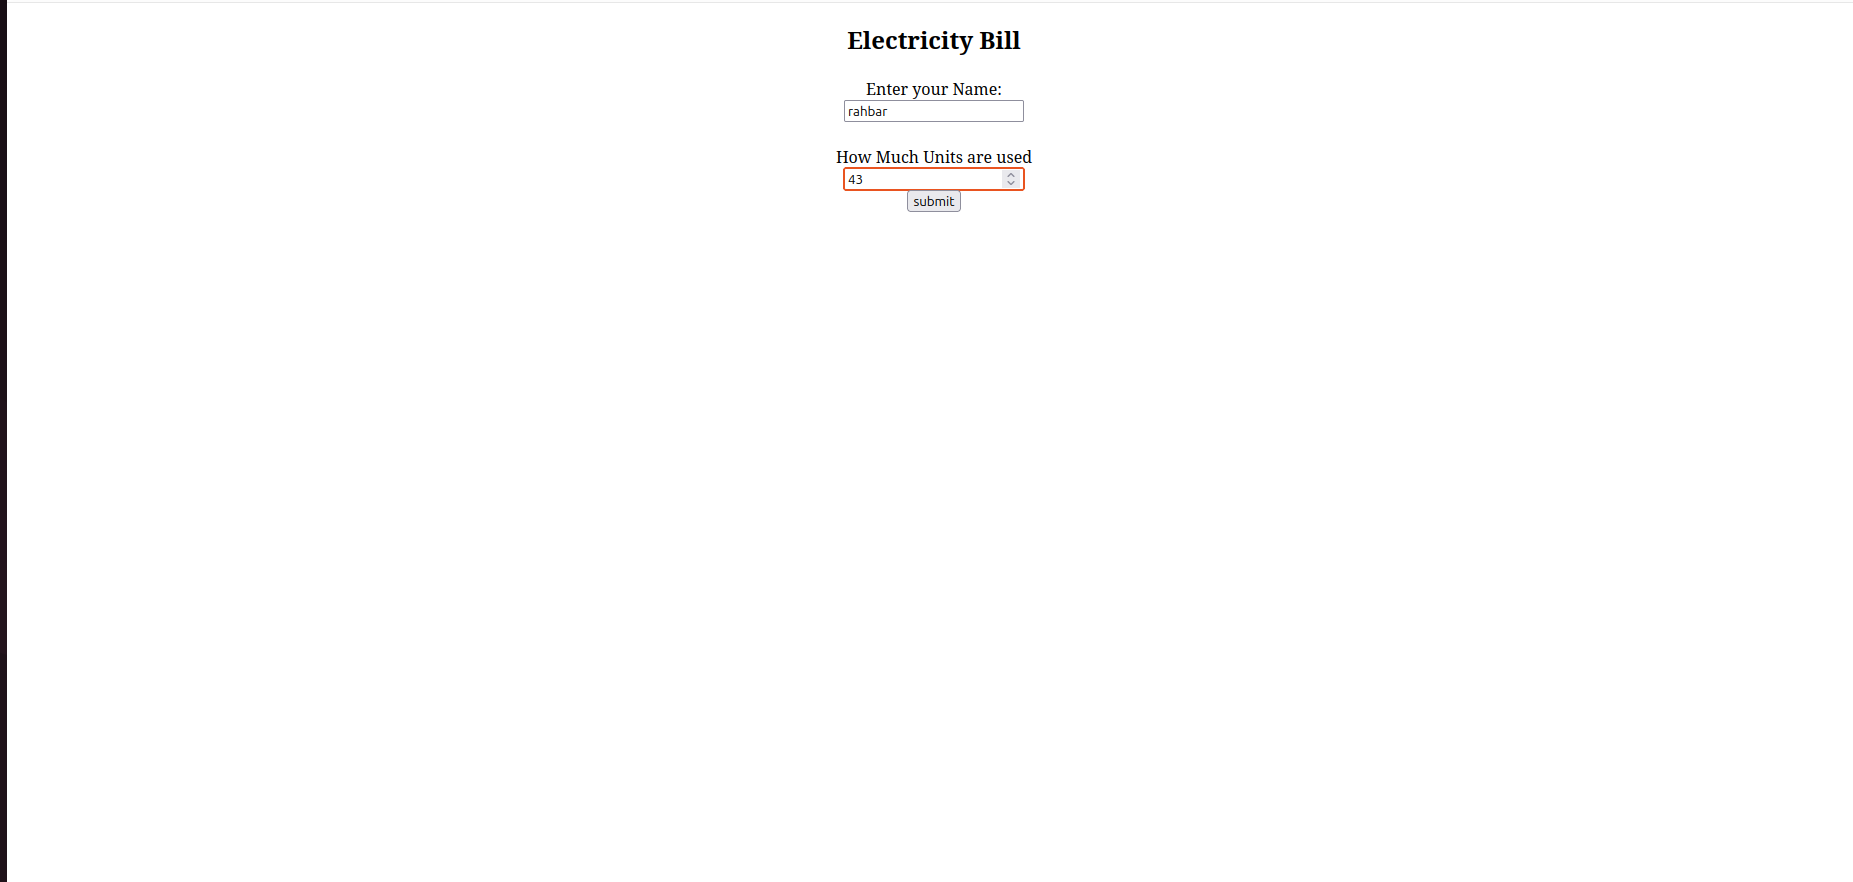 Electricity Bill
Enter your Name:
rahbar
How Much Units are used
43
submit